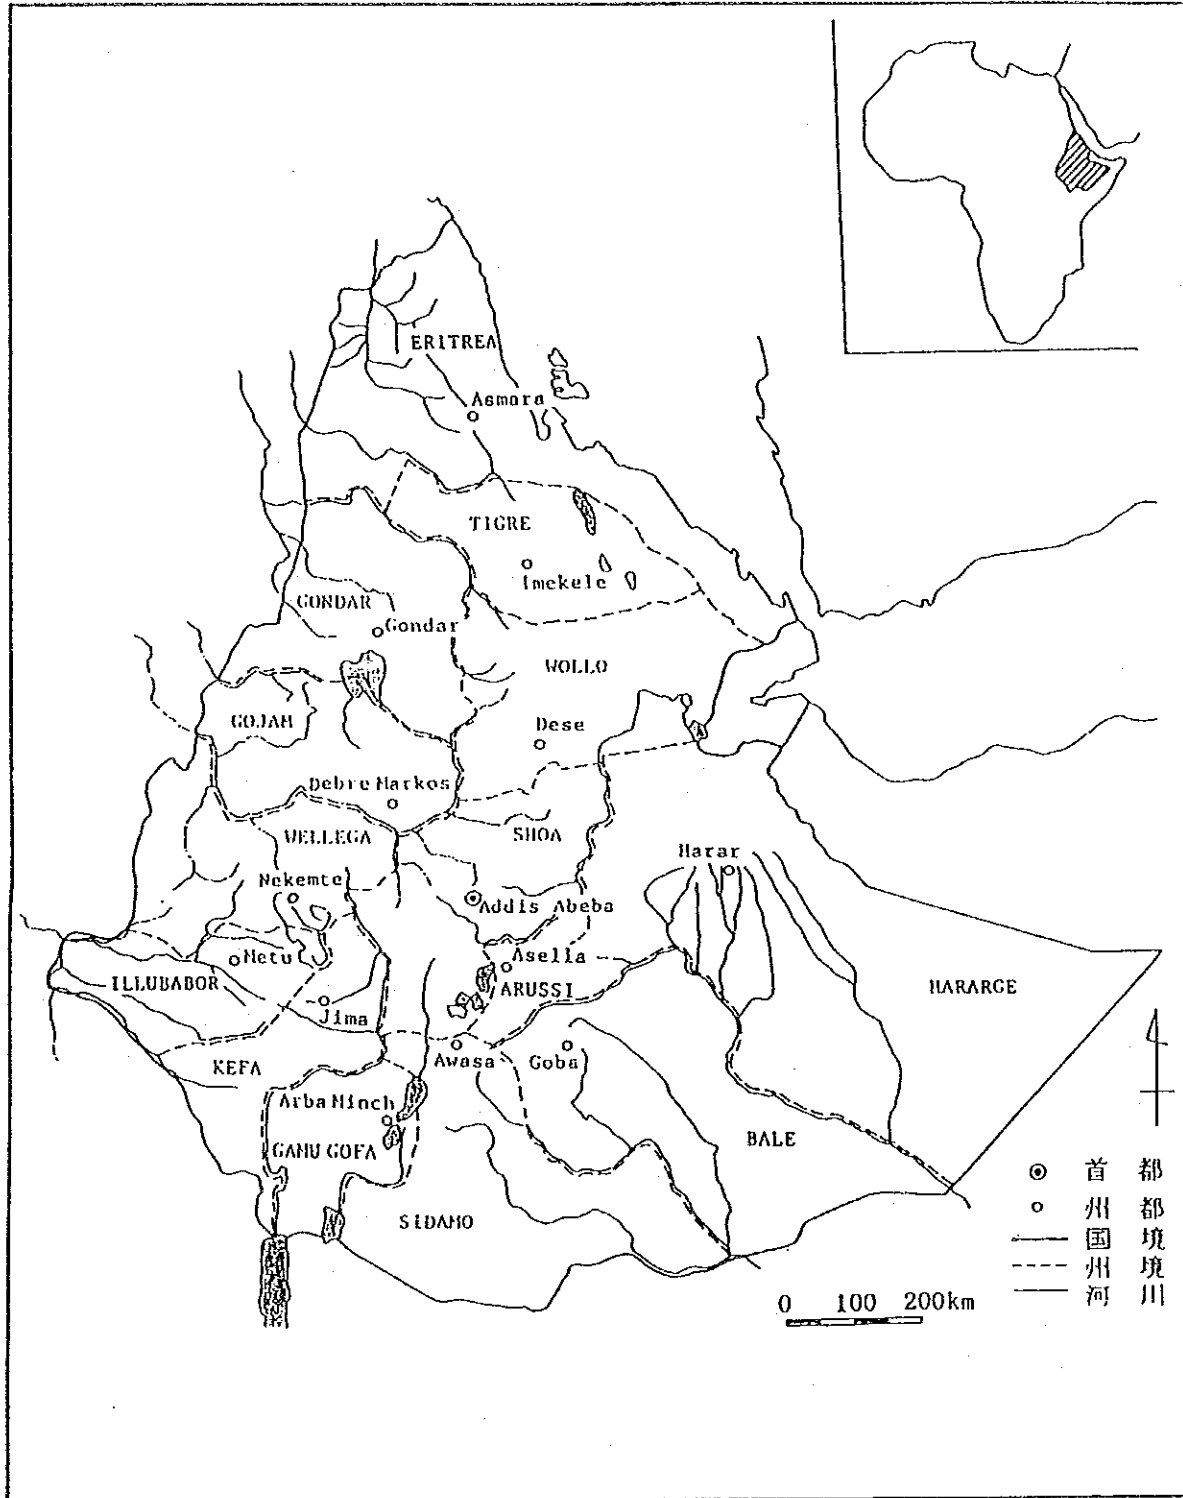 ERITREA
Asmara
TIGRE
Imekele
GONDAR
Gondar
WOLLO
GOJAM
Dese
Debre Markos
WELLEGA
SHOA
Harar
Nekemte
Addis Abeba
Metu
Asella
ILLUBABOR
ARUSSI
HARARGE
Jima
KEFA
Awasa
Goba
Arba Minch
BALE
GAMU GOFA
SIDAMO
首都
州都
国境
州境
河川
0 100 200km